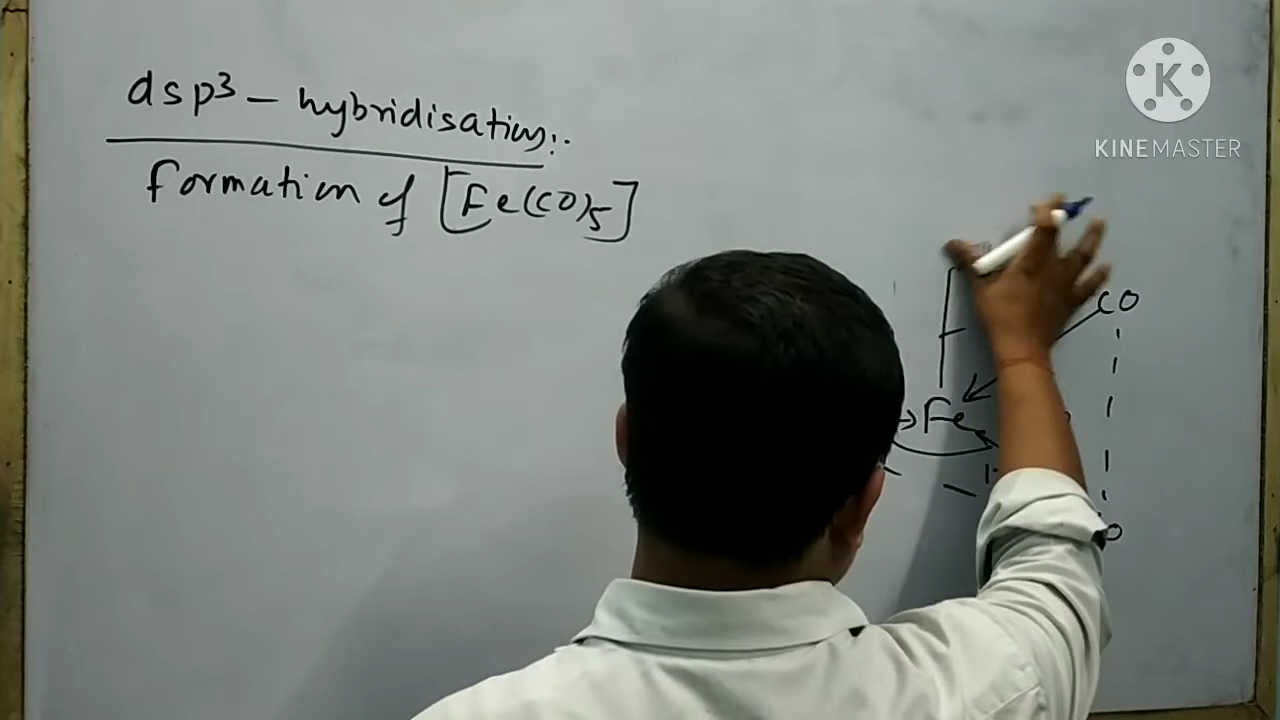 dsp³ – hybridisation:.
formation of [Fe(CO)5]
K
KINEMASTER
CO
Fe